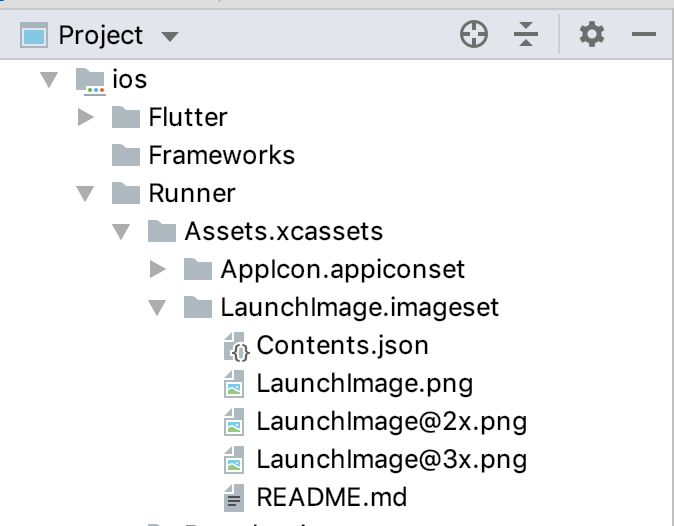 Project
ios
Flutter
Frameworks
Runner
Assets.xcassets
AppIcon.appiconset
LaunchImage.imageset
Contents.json
LaunchImage.png
LaunchImage@2x.png
LaunchImage@3x.png
README.md